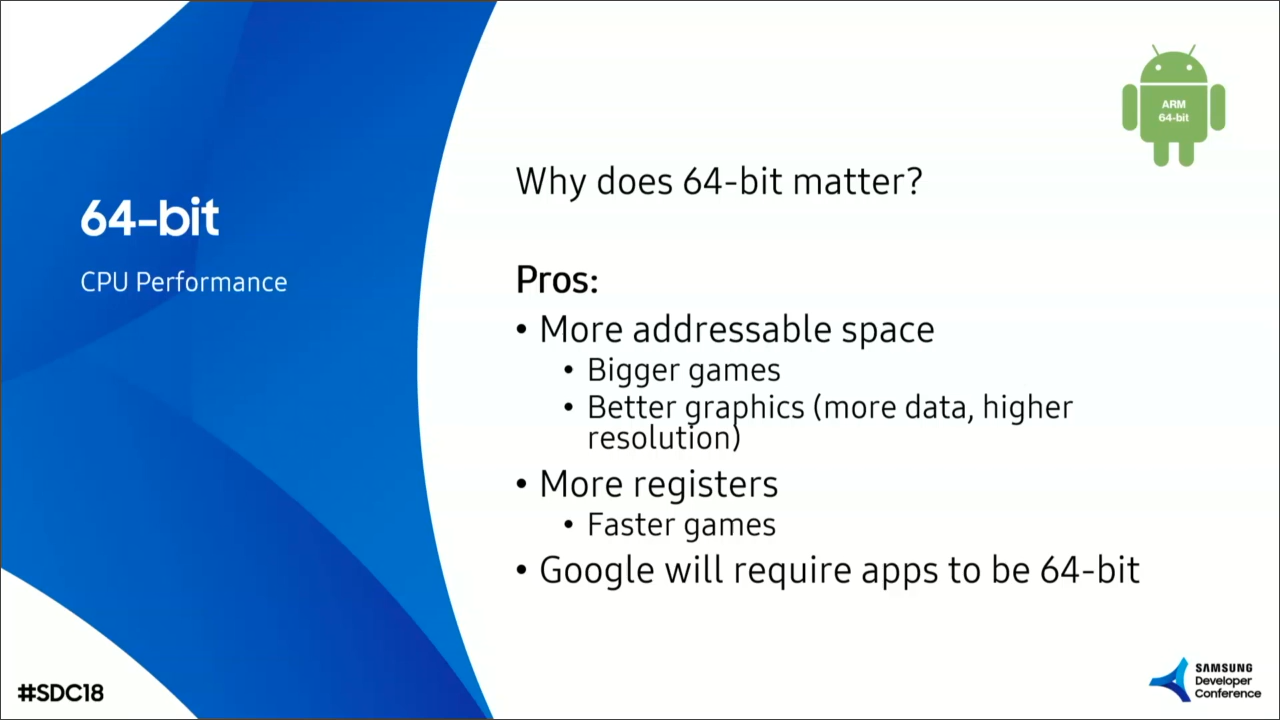 64-bit
CPU Performance
ARM
64-bit
Why does 64-bit matter?
Pros:
• More addressable space
• Bigger games
• Better graphics (more data, higher
resolution)
• More registers
• Faster games
• Google will require apps to be 64-bit
#SDC18
SAMSUNG
Developer
Conference